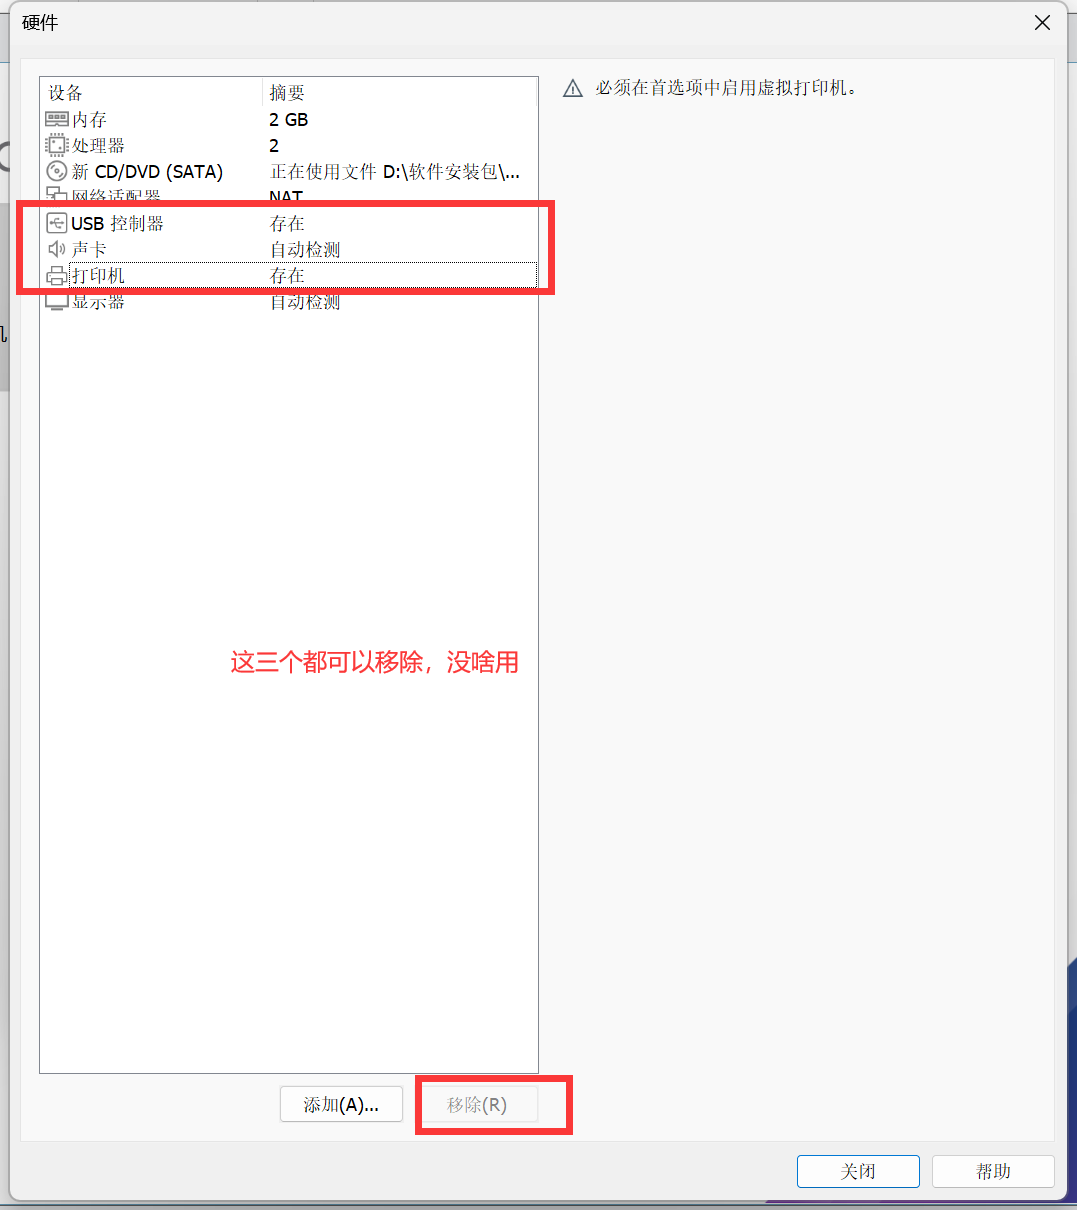 硬件
设备 摘要
必须在首选项中启用虚拟打印机。
内存 2 GB
处理器 2
新 CD/DVD (SATA) 正在使用文件 D:\软件安装包\...
网络适配器 NAT
USB 控制器 存在
声卡 自动检测
打印机 存在
显示器 自动检测
这三个都可以移除，没啥用
添加(A)... 移除(R)
关闭 帮助